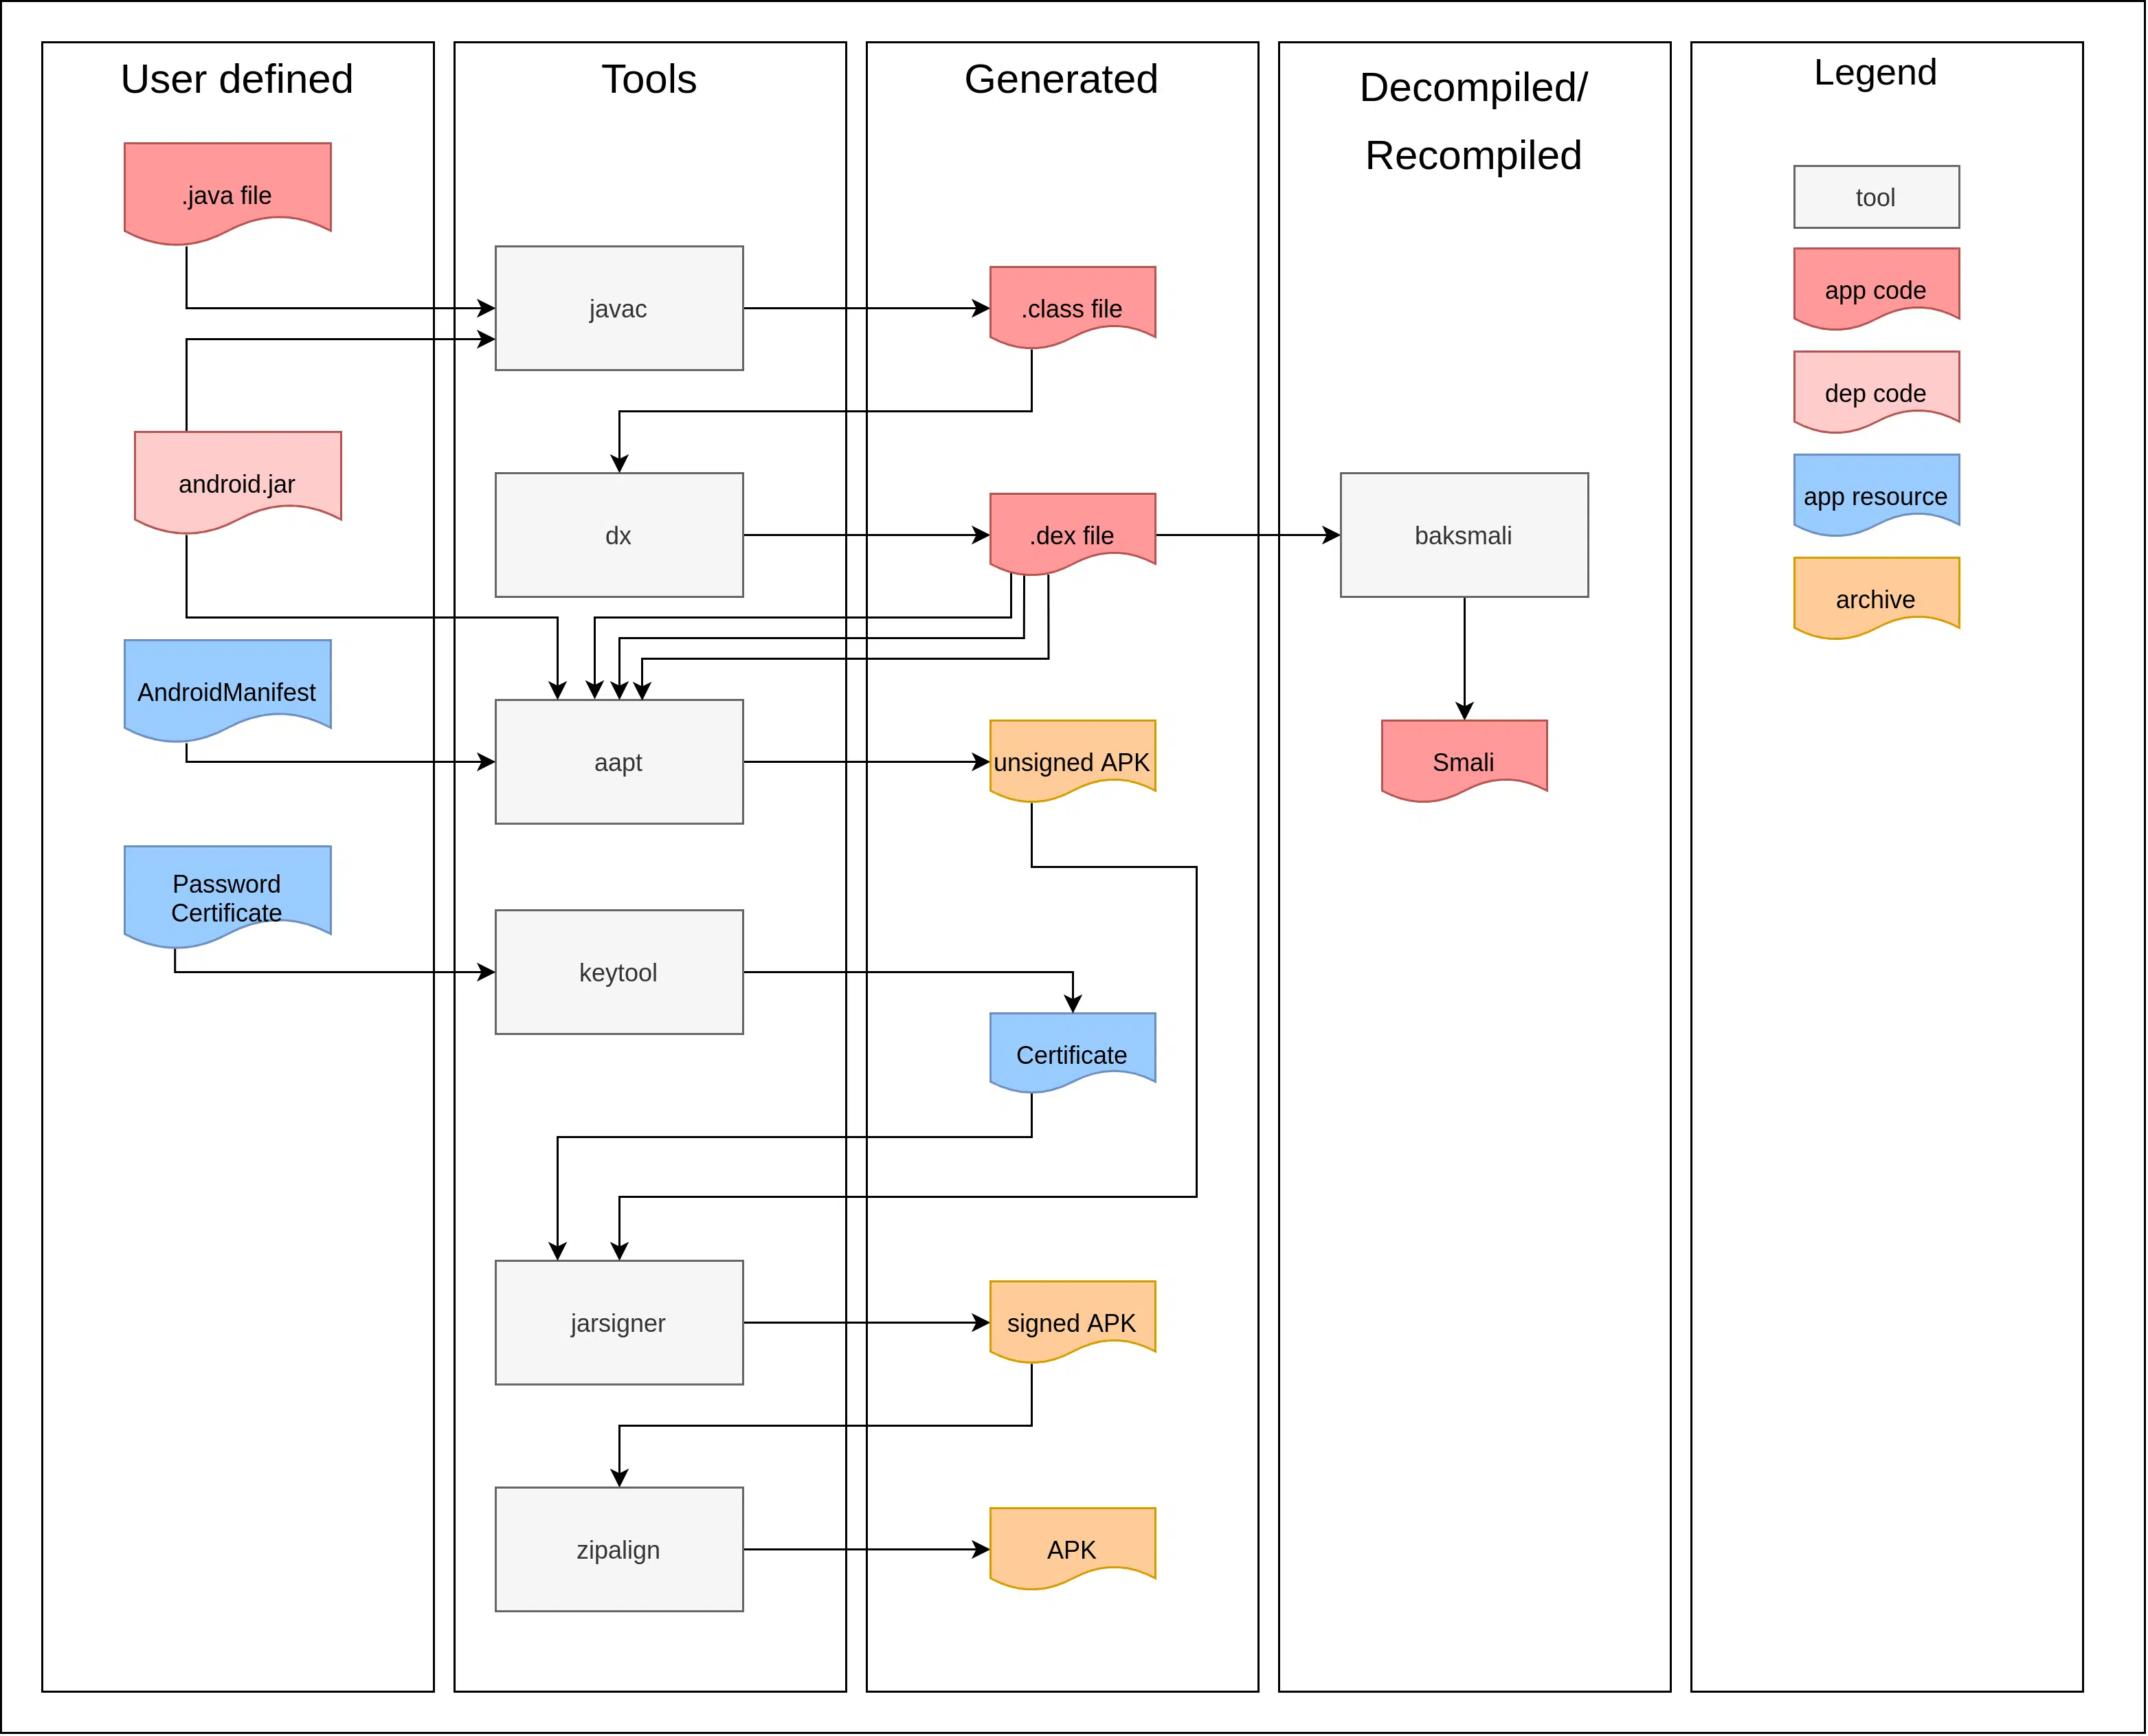 User defined
.java file
android.jar
AndroidManifest
Password
Certificate
Tools
javac
dx
aapt
keytool
jarsigner
zipalign
Generated
.class file
.dex file
unsigned APK
Certificate
signed APK
APK
Decompiled/
Recompiled
baksmali
Smali
Legend
tool
app code
dep code
app resource
archive